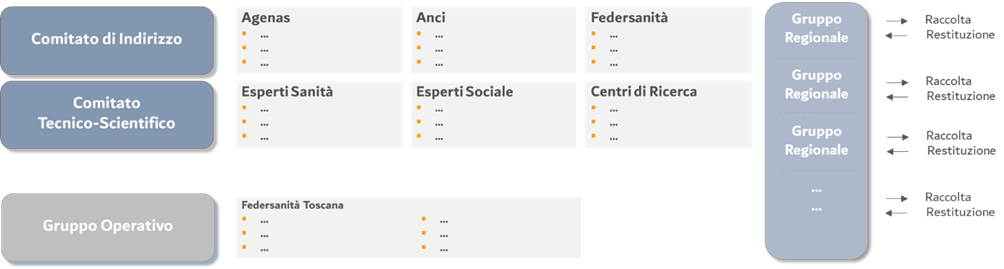 Comitato di Indirizzo
Agenas
...
...
...
Anci
...
...
...
Federsanità
...
...
...
Comitato
Tecnico-Scientifico
Esperti Sanità
...
...
...
Esperti Sociale
...
...
...
Centri di Ricerca
...
...
...
Gruppo Operativo
Federsanità Toscana
...
...
...
...
...
...
Gruppo
Regionale
Raccolta
Restituzione
Gruppo
Regionale
Raccolta
Restituzione
Gruppo
Regionale
Raccolta
Restituzione
...
...
Raccolta
Restituzione